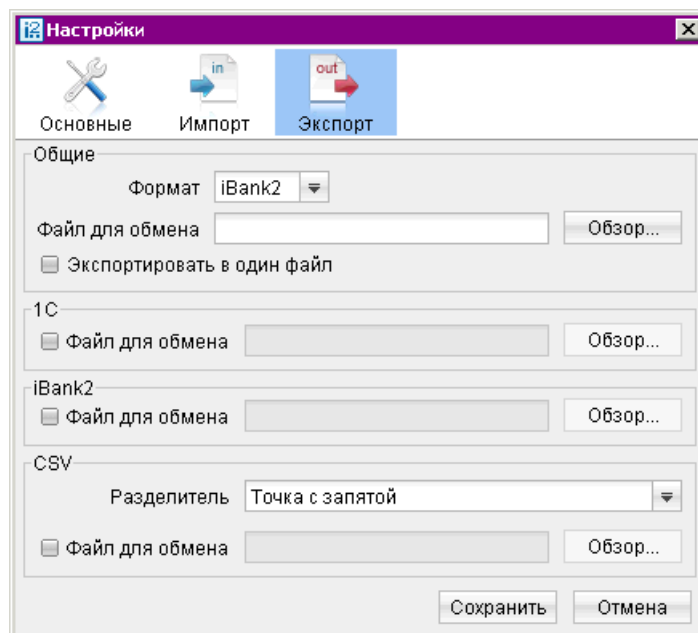 i2 Настройки
in out
Основные Импорт Экспорт
Общие
Формат iBank2
Файл для обмена Обзор...
Экспортировать в один файл
1С
Файл для обмена Обзор...
iBank2
Файл для обмена Обзор...
CSV
Разделитель Точка с запятой
Файл для обмена Обзор...
Сохранить Отмена